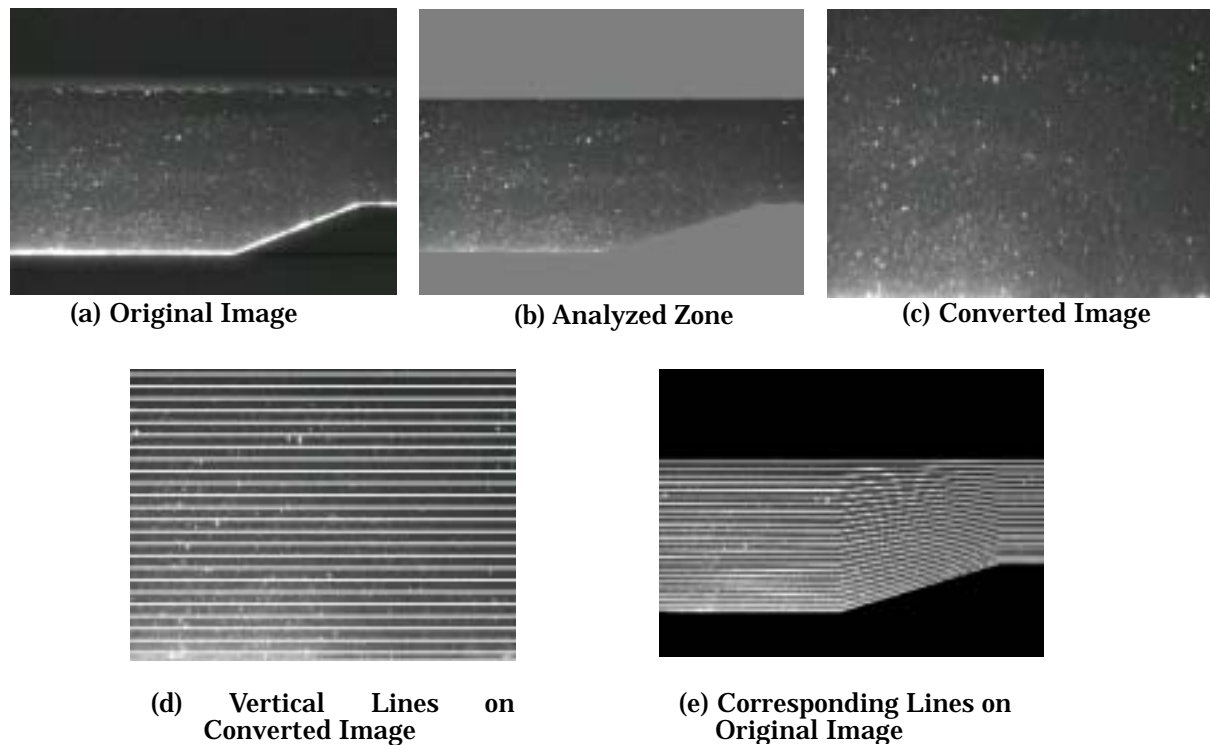 (a) Original Image
(b) Analyzed Zone
(c) Converted Image
(d) Vertical Lines on
Converted Image
(e) Corresponding Lines on
Original Image